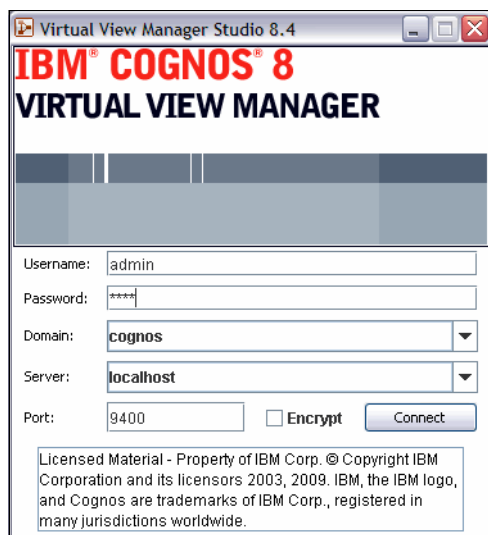 Virtual View Manager Studio 8.4
IBM® COGNOS® 8
VIRTUAL VIEW MANAGER
Username: admin
Password: ****
Domain: cognos
Server: localhost
Port: 9400 Encrypt Connect
Licensed Material - Property of IBM Corp. © Copyright IBM
Corporation and its licensors 2003, 2009. IBM, the IBM logo,
and Cognos are trademarks of IBM Corp., registered in
many jurisdictions worldwide.